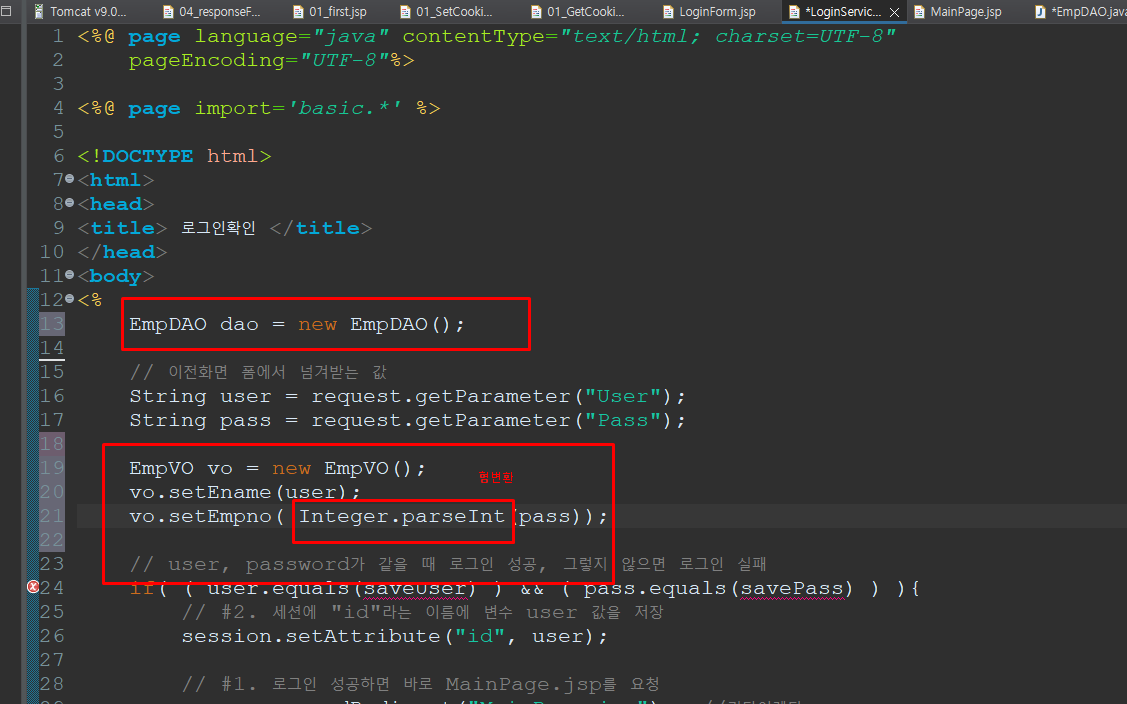 Tomcat v9.0... 04_responseF... 01_first.jsp 01_SetCooki... 01_GetCooki... LoginForm.jsp *LoginServic... MainPage.jsp *EmpDAO.java
1 <%@ page language="java" contentType="text/html; charset=UTF-8"
2 pageEncoding="UTF-8"%>
3
4 <%@ page import='basic.*' %>
5
6 <!DOCTYPE html>
7 <html>
8 <head>
9 <title> 로그인확인 </title>
10 </head>
11 <body>
12 <%
13 EmpDAO dao = new EmpDAO();
14
15 // 이전화면 폼에서 넘겨받는 값
16 String user = request.getParameter("User");
17 String pass = request.getParameter("Pass");
18
19 EmpVO vo = new EmpVO();
형변환
20 vo.setEname(user);
21 vo.setEmpno( Integer.parseInt(pass));
22
23 // user, password가 같을 때 로그인 성공, 그렇지 않으면 로그인 실패
24 if( ( user.equals(saveUser) ) && ( pass.equals(savePass) ) ){
25 // #2. 세션에 "id"라는 이름에 변수 user 값을 저장
26 session.setAttribute("id", user);
27
28 // #1. 로그인 성공하면 바로 MainPage.jsp를 요청